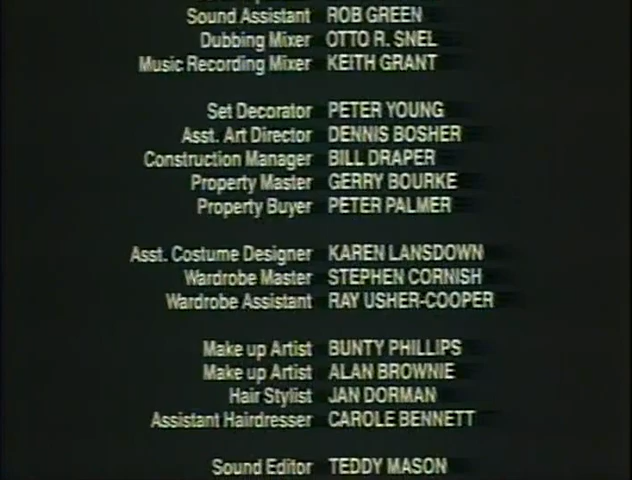 Sound Assistant ROB GREEN
Dubbing Mixer OTTO R. SNEL
Music Recording Mixer KEITH GRANT
Set Decorator PETER YOUNG
Asst. Art Director DENNIS BOSHER
Construction Manager BILL DRAPER
Property Master GERRY BOURKE
Property Buyer PETER PALMER
Asst. Costume Designer KAREN LANSDOWN
Wardrobe Master STEPHEN CORNISH
Wardrobe Assistant RAY USHER-COOPER
Make up Artist BUNTY PHILLIPS
Make up Artist ALAN BROWNIE
Hair Stylist JAN DORMAN
Assistant Hairdresser CAROLE BENNETT
Sound Editor TEDDY MASON